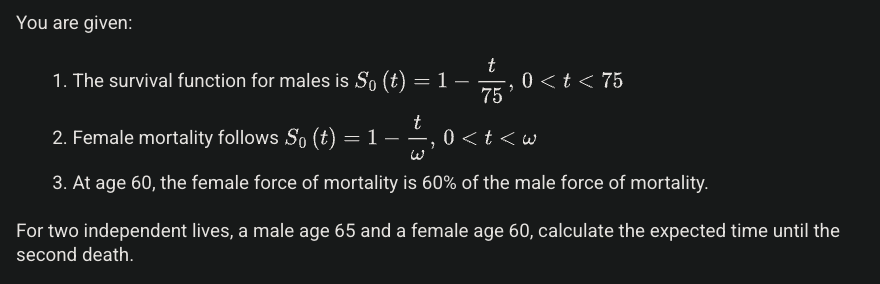 You are given:
1. The survival function for males is S₀ (t) = 1 − t/75, 0 < t < 75
2. Female mortality follows S₀ (t) = 1 − t/ω, 0 < t < ω
3. At age 60, the female force of mortality is 60% of the male force of mortality.
For two independent lives, a male age 65 and a female age 60, calculate the expected time until the
second death.